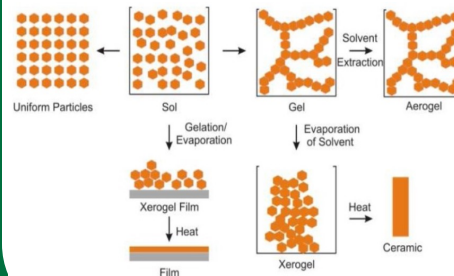 Solvent
Extraction
Uniform Particles
Sol
Gel
Aerogel
Gelation/
Evaporation
Evaporation
of Solvent
Xerogel Film
Heat
Heat
Ceramic
Xerogel
Film